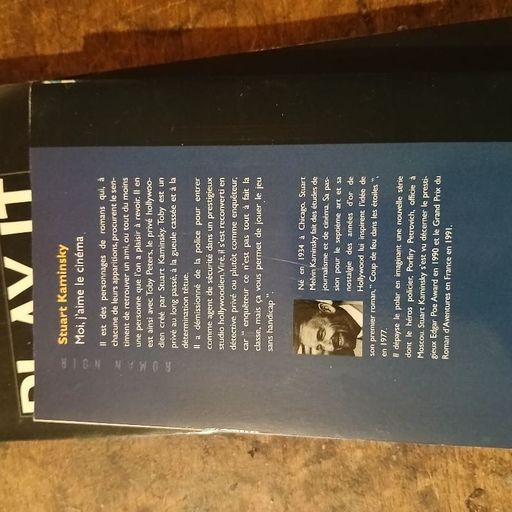 PLAY IT
ROMAN NOIR
Stuart Kaminsky
Moi, j'aime le cinéma
Il est des personnages de romans qui, à
chacune de leurs apparitions, procurent le sen-
timent de retrouver un ami, ou tout du moins
une personne que l'on a plaisir à revoir. Il en
est ainsi avec Toby Peters, le privé hollywoo-
dien créé par Stuart Kaminsky. Toby est un
privé au long passé, à la gueule cassée et à la
détermination têtue.
Il a démissionné de la police pour entrer
comme agent de sécurité dans un prestigieux
studio hollywoodien. Viré, il s'est reconverti en
détective privé ou plutôt comme enquêteur,
car " enquêteur ce n'est pas tout à fait la
classe, mais ça vous permet de jouer le jeu
sans handicap ".
Né en 1934 à Chicago, Stuart
Melvin Kaminsky fait des études de
journalisme et de cinéma. Sa pas-
sion pour le septième art et sa
nostalgie des années d'or de
Hollywood lui inspirent l'idée de
son premier roman, " Coup de feu dans les étoiles ",
en 1977.
Il dépayse le polar en imaginant une nouvelle série
dont le héros policier, Porfiry Petrovitch, officie à
Moscou. Stuart Kaminsky s'est vu décerner le presti-
gieux Edgar Poe Award en 1990 et le Grand Prix du
Roman d'Aventures en France en 1991.